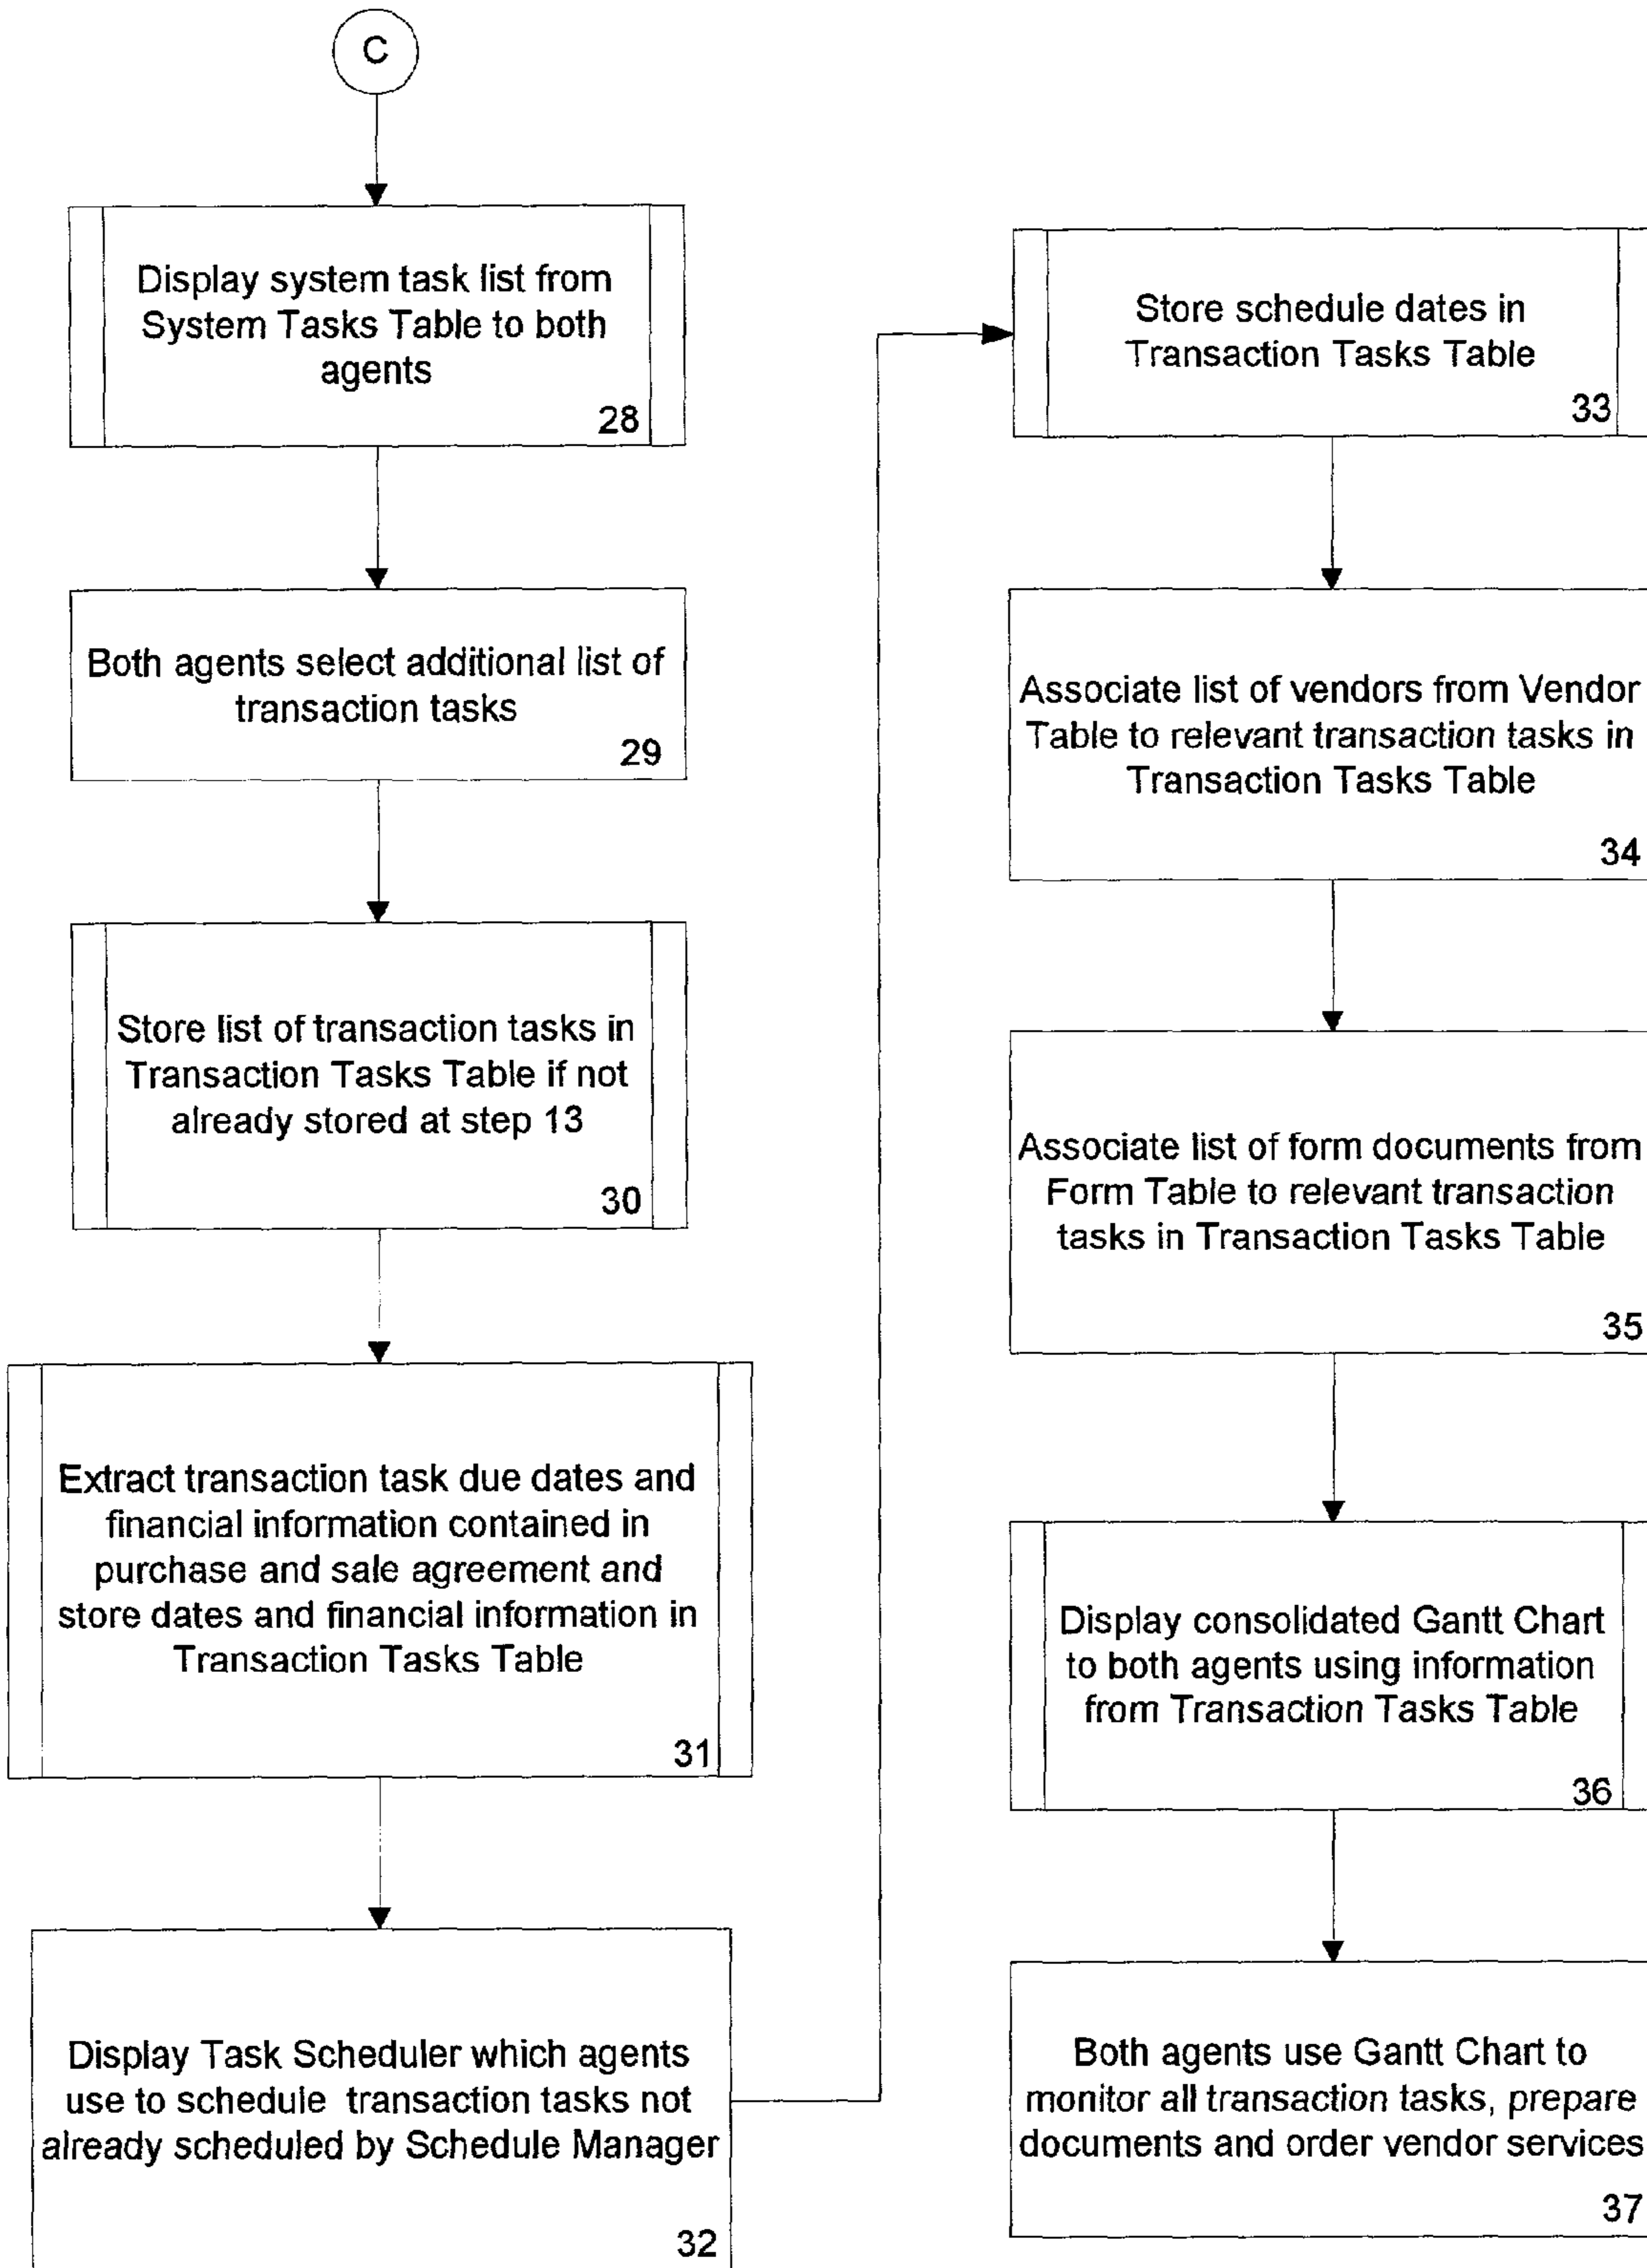 C
Display system task list from
System Tasks Table to both
agents
28
Both agents select additional list of
transaction tasks
29
Store list of transaction tasks in
Transaction Tasks Table if not
already stored at step 13
30
Extract transaction task due dates and
financial information contained in
purchase and sale agreement and
store dates and financial information in
Transaction Tasks Table
31
Display Task Scheduler which agents
use to schedule transaction tasks not
already scheduled by Schedule Manager
32
Store schedule dates in
Transaction Tasks Table
33
Associate list of vendors from Vendor
Table to relevant transaction tasks in
Transaction Tasks Table
34
Associate list of form documents from
Form Table to relevant transaction
tasks in Transaction Tasks Table
35
Display consolidated Gantt Chart
to both agents using information
from Transaction Tasks Table
36
Both agents use Gantt Chart to
monitor all transaction tasks, prepare
documents and order vendor services
37